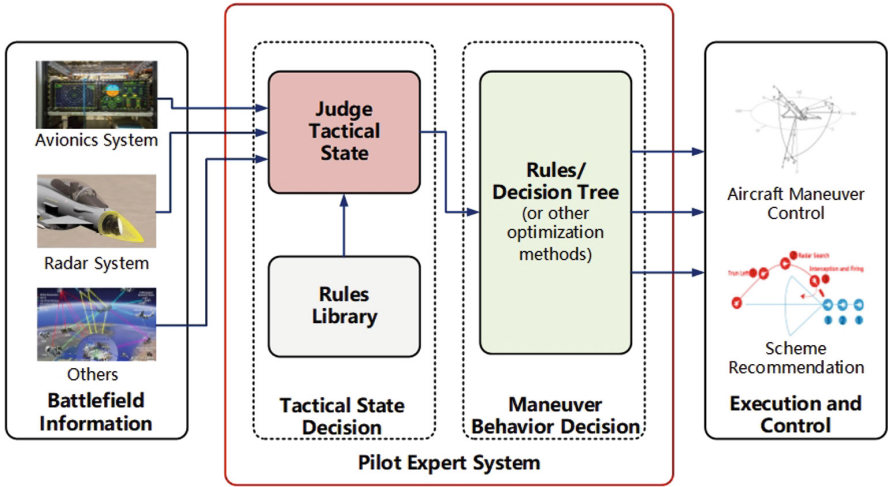 Avionics System
Radar System
Others
Battlefield
Information
Judge
Tactical
State
Rules
Library
Tactical State
Decision
Rules/
Decision Tree
(or other
optimization
methods)
Maneuver
Behavior Decision
Pilot Expert System
Aircraft Maneuver
Control
Radar Search
Trun Left
Interception and Firing
Scheme
Recommendation
Execution and
Control